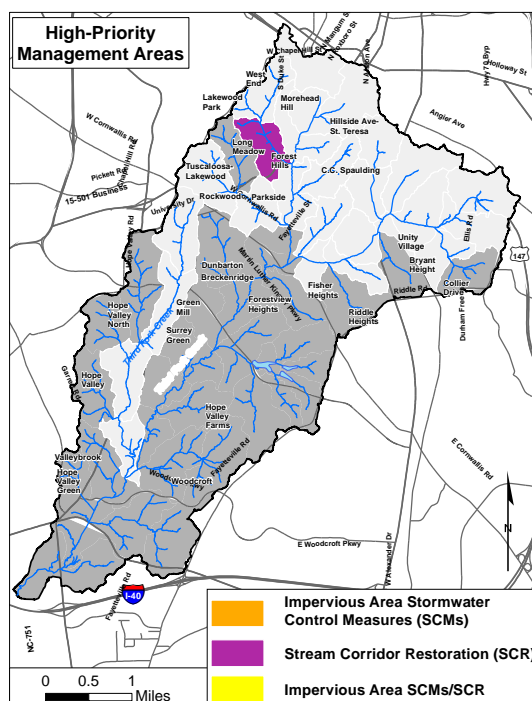 High-Priority
Management Areas
W Chapel Hill St
N Mangum St
N Roxboro St
N Alston Ave
Hwy 70 Byp
Holloway St
S Duke St
West
End
Lakewood
Park
Morehead
Hill
Angier Ave
W Cornwallis Rd
Hillside Ave-
St. Teresa
Long
Meadow
Forest
Hills
Pickett Rd
Tuscaloosa-
Lakewood
C.C. Spaulding
15-501 Business
Rockwood
Parkside
University Dr
Fayetteville St
Ellis Rd
Unity
Village
147
Dunbarton
Breckenridge
Martin Luther King Pkwy
Bryant
Height
Fisher
Heights
Collier
Drive
Riddle Rd
Durham Freeway
Hope
Valley
North
Green
Mill
Forestview
Heights
Riddle
Heights
Surrey
Green
Third Fork Creek
Hope
Valley
Garrett Rd
Hope
Valley
Farms
Fayetteville Rd
E Cornwallis Rd
Valleybrook
Hope
Valley
Green
Woodcroft
E Woodcroft Pkwy
W Alexander Dr
Fayetteville Rd
I-40
NC-751
Impervious Area Stormwater
Control Measures (SCMs)
Stream Corridor Restoration (SCR)
Impervious Area SCMs/SCR
0 0.5 1
Miles